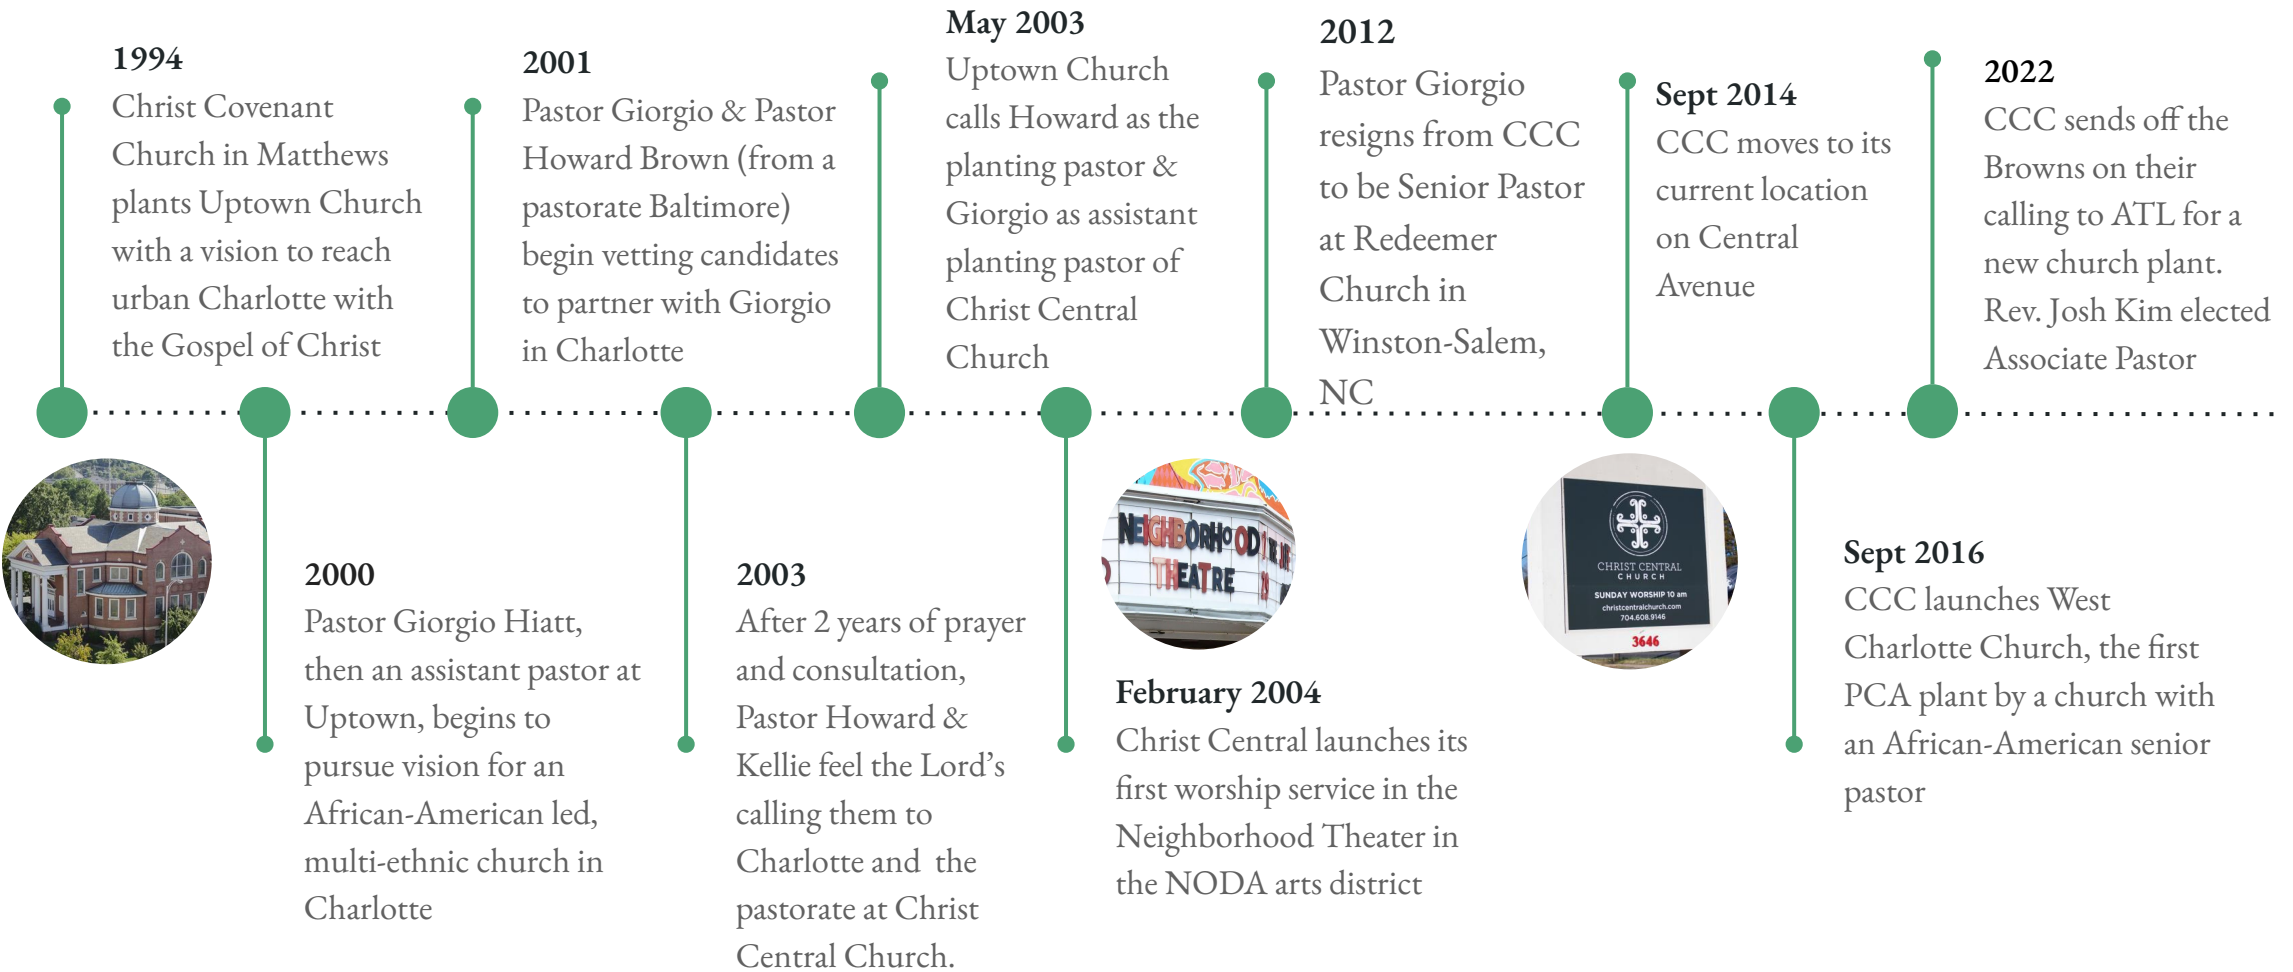 1994
Christ Covenant
Church in Matthews
plants Uptown Church
with a vision to reach
urban Charlotte with
the Gospel of Christ
2000
Pastor Giorgio Hiatt,
then an assistant pastor at
Uptown, begins to
pursue vision for an
African-American led,
multi-ethnic church in
Charlotte
2001
Pastor Giorgio & Pastor
Howard Brown (from a
pastorate Baltimore)
begin vetting candidates
to partner with Giorgio
in Charlotte
2003
After 2 years of prayer
and consultation,
Pastor Howard &
Kellie feel the Lord’s
calling them to
Charlotte and the
pastorate at Christ
Central Church.
May 2003
Uptown Church
calls Howard as the
planting pastor &
Giorgio as assistant
planting pastor of
Christ Central
Church
NEIGHBORHOOD
THEATRE
February 2004
Christ Central launches its
first worship service in the
Neighborhood Theater in
the NODA arts district
2012
Pastor Giorgio
resigns from CCC
to be Senior Pastor
at Redeemer
Church in
Winston-Salem,
NC
Sept 2014
CCC moves to its
current location
on Central
Avenue
CHRIST CENTRAL
CHURCH
SUNDAY WORSHIP 10 am
christcentralchurch.com
704.608.9146
3646
Sept 2016
CCC launches West
Charlotte Church, the first
PCA plant by a church with
an African-American senior
pastor
2022
CCC sends off the
Browns on their
calling to ATL for a
new church plant.
Rev. Josh Kim elected
Associate Pastor